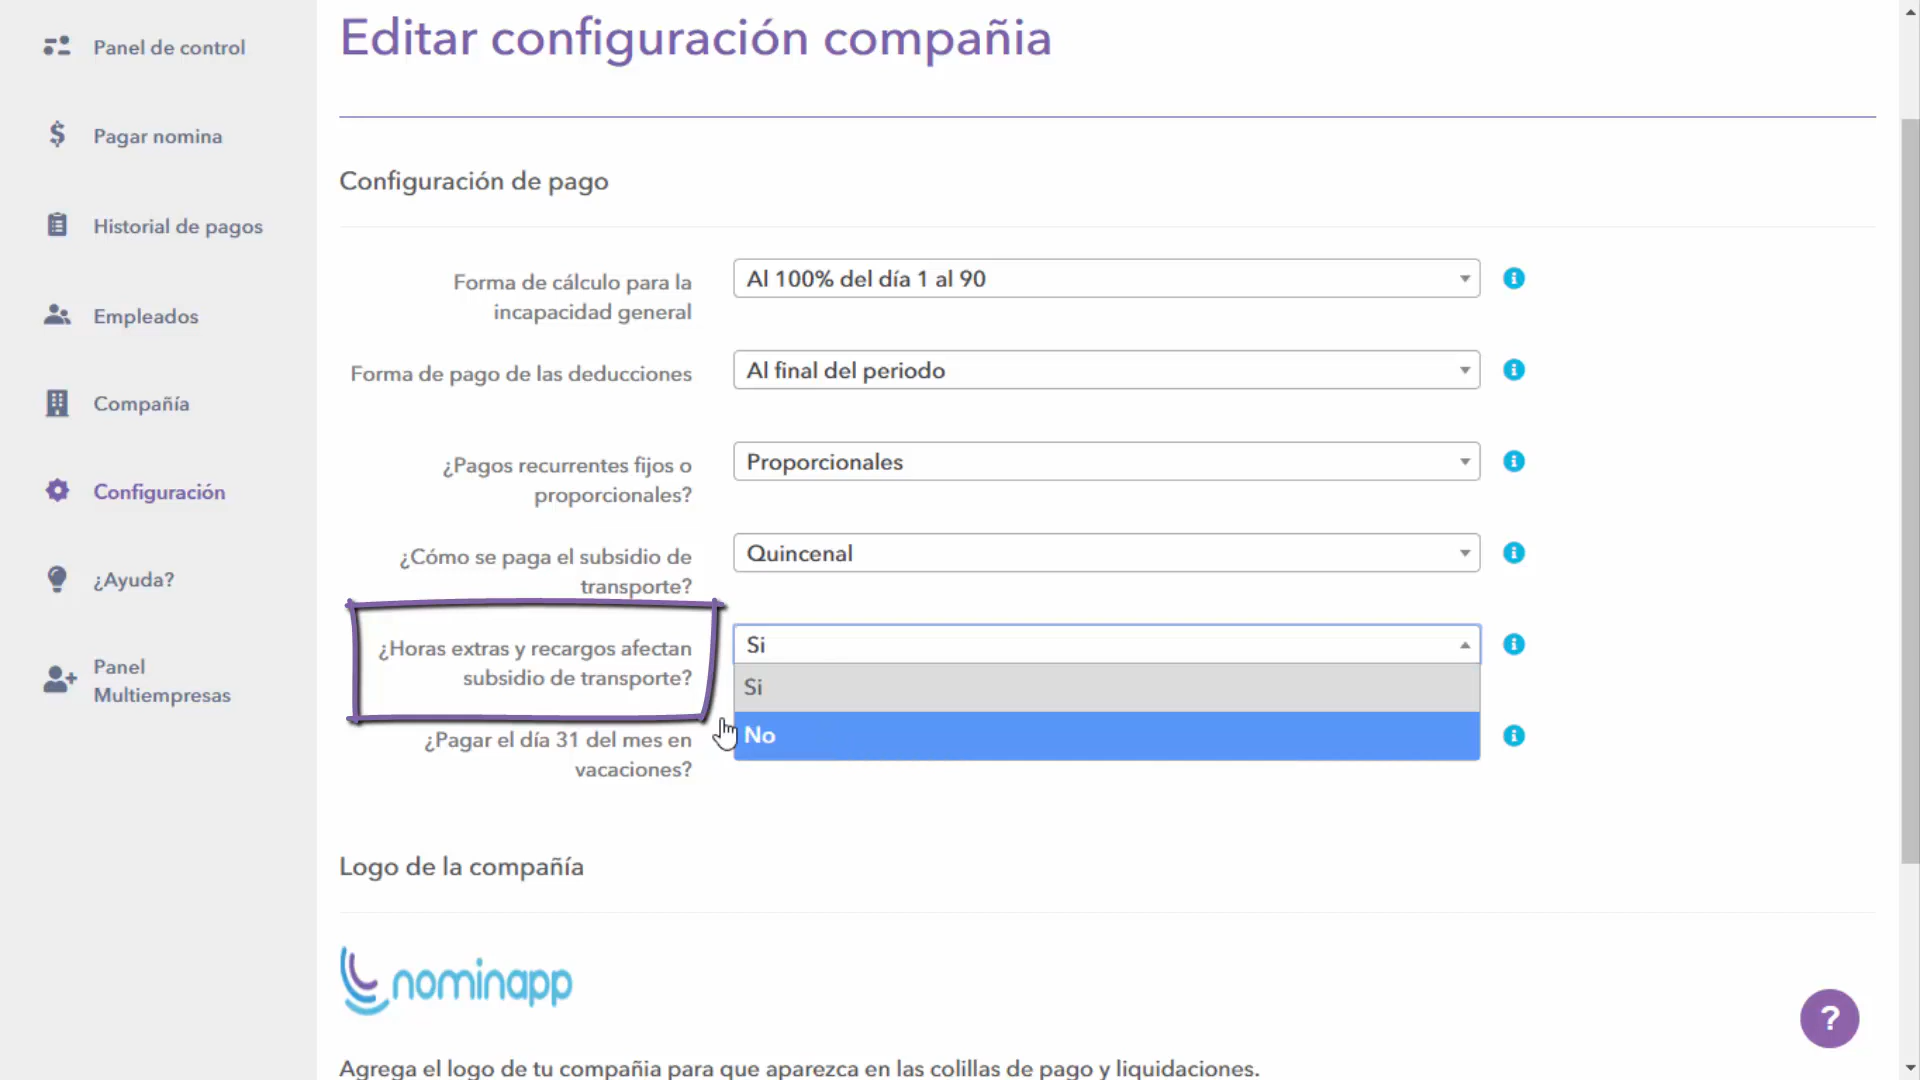 Panel de control
Pagar nomina
Historial de pagos
Empleados
Compañía
Configuración
¿Ayuda?
Panel
Multiempresas
Editar configuración compañia
Configuración de pago
Forma de cálculo para la
incapacidad general
Al 100% del día 1 al 90
Forma de pago de las deducciones
Al final del periodo
¿Pagos recurrentes fijos o
proporcionales?
Proporcionales
¿Cómo se paga el subsidio de
transporte?
Quincenal
¿Horas extras y recargos afectan
subsidio de transporte?
Si
Si
No
¿Pagar el día 31 del mes en
vacaciones?
Logo de la compañía
nominapp
?
Agrega el logo de tu compañia para que aparezca en las colillas de pago y liquidaciones.